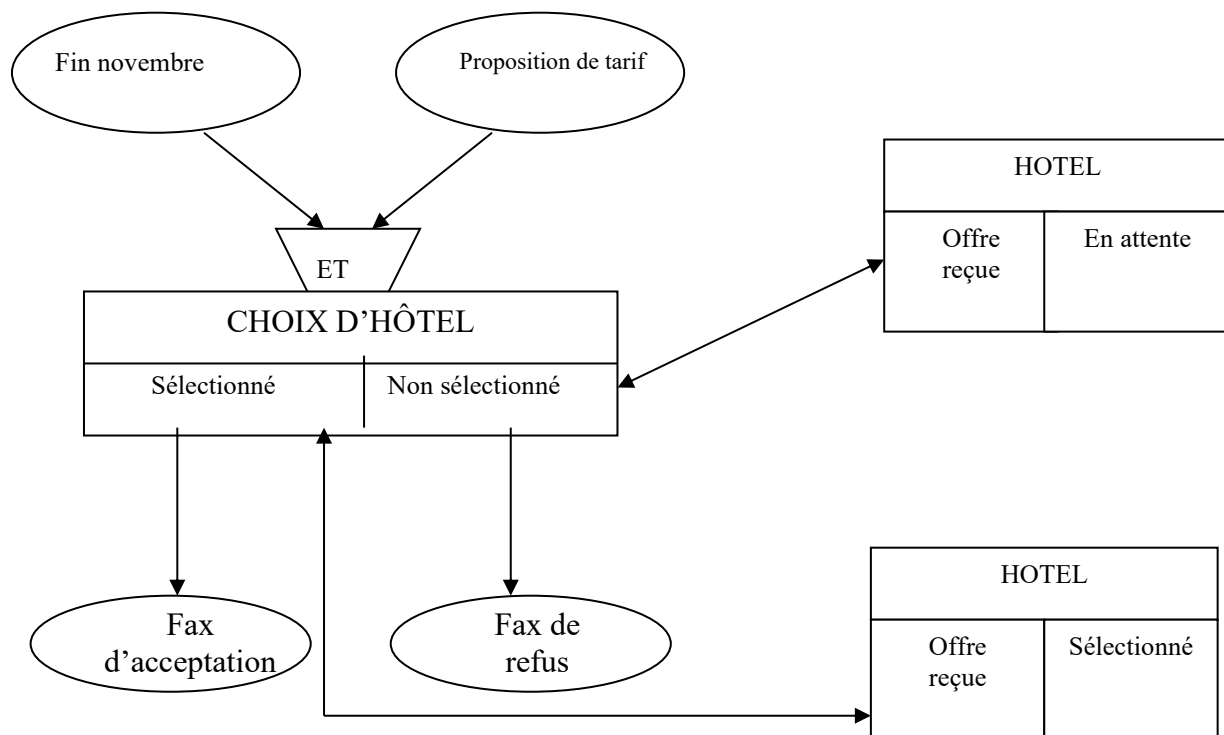 Fin novembre
Proposition de tarif
HOTEL
Offre
reçue
En attente
ET
CHOIX D’HÔTEL
Sélectionné
Non sélectionné
Fax
d’acceptation
Fax de
refus
HOTEL
Offre
reçue
Sélectionné